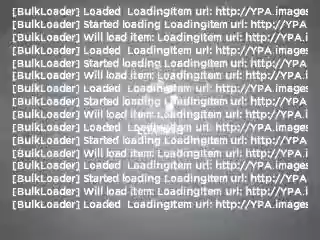 [BulkLoader] Loaded LoadingItem url: http://YPA.images
[BulkLoader] Started loading LoadingItem url: http://YPA
[BulkLoader] Will load item: LoadingItem url: http://YPA.i
[BulkLoader] Loaded LoadingItem url: http://YPA.images
[BulkLoader] Started loading LoadingItem url: http://YPA
[BulkLoader] Will load item: LoadingItem url: http://YPA.i
[BulkLoader] Loaded LoadingItem url: http://YPA.images
[BulkLoader] Started loading LoadingItem url: http://YPA
[BulkLoader] Will load item: LoadingItem url: http://YPA.i
[BulkLoader] Loaded LoadingItem url: http://YPA.images
[BulkLoader] Started loading LoadingItem url: http://YPA
[BulkLoader] Will load item: LoadingItem url: http://YPA.i
[BulkLoader] Loaded LoadingItem url: http://YPA.images
[BulkLoader] Started loading LoadingItem url: http://YPA
[BulkLoader] Will load item: LoadingItem url: http://YPA.i
[BulkLoader] Loaded LoadingItem url: http://YPA.images